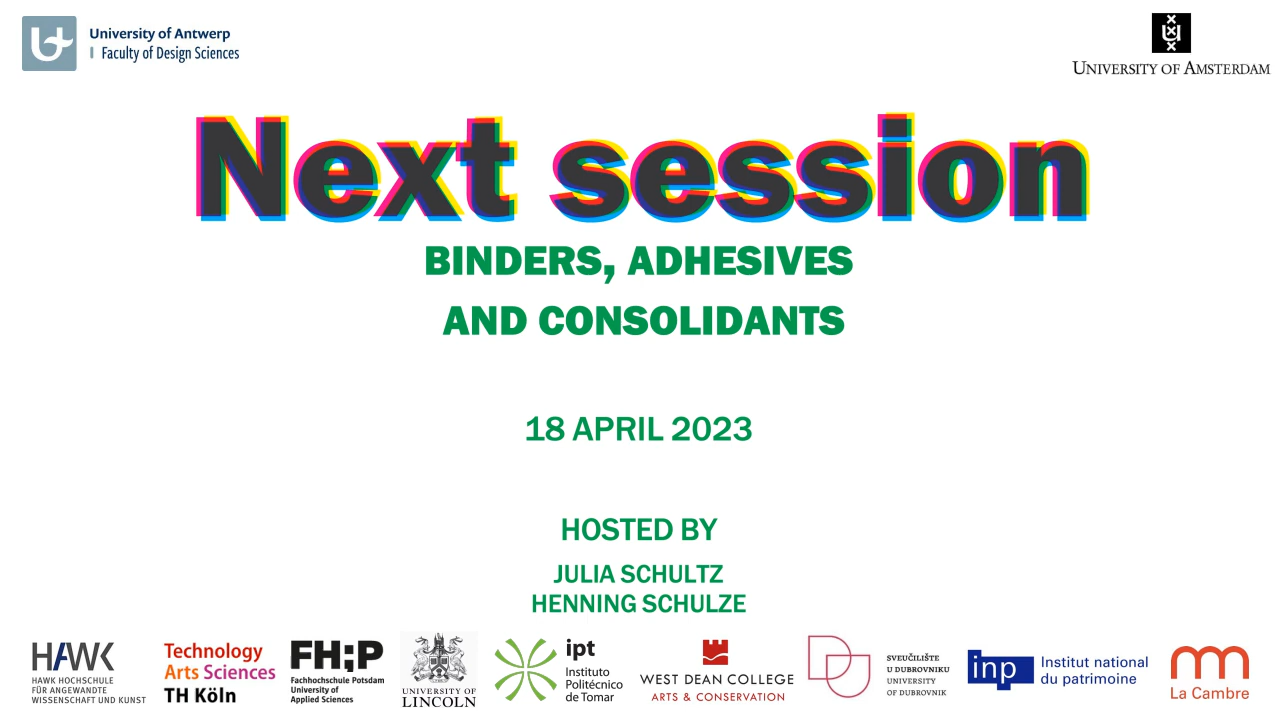 University of Antwerp
Faculty of Design Sciences
UNIVERSITY OF AMSTERDAM
Next session
BINDERS, ADHESIVES
AND CONSOLIDANTS
18 APRIL 2023
HOSTED BY
JULIA SCHULTZ
HENNING SCHULZE
HAWK
HAWK HOCHSCHULE
FÜR ANGEWANDTE
WISSENSCHAFT UND KUNST
Technology
Arts Sciences
TH Köln
FH;P
Fachhochschule Potsdam
University of
Applied Sciences
UNIVERSITY OF
LINCOLN
ipt
Instituto
Politécnico
de Tomar
WEST DEAN COLLEGE
ARTS & CONSERVATION
SVEUČILIŠTE
U DUBROVNIKU
UNIVERSITY
OF DUBROVNIK
inp
Institut national
du patrimoine
La Cambre